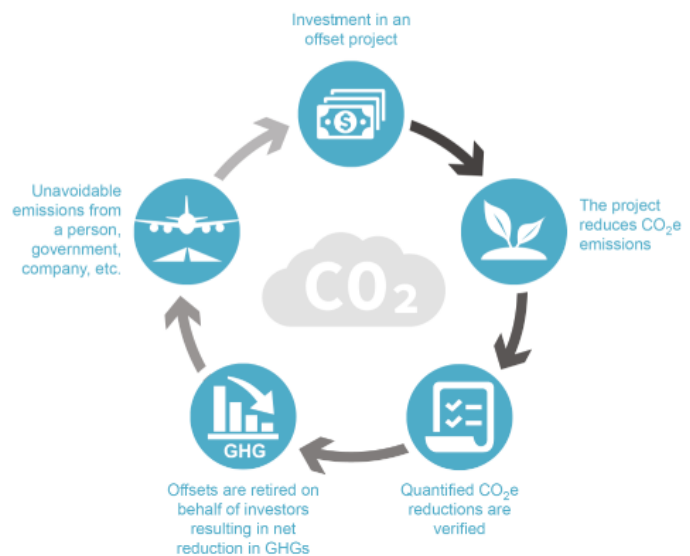 Investment in an
offset project
$
The project
reduces CO₂e
emissions
Quantified CO₂e
reductions are
verified
GHG
Offsets are retired on
behalf of investors
resulting in net
reduction in GHGs
Unavoidable
emissions from
a person,
government,
company, etc.
CO₂